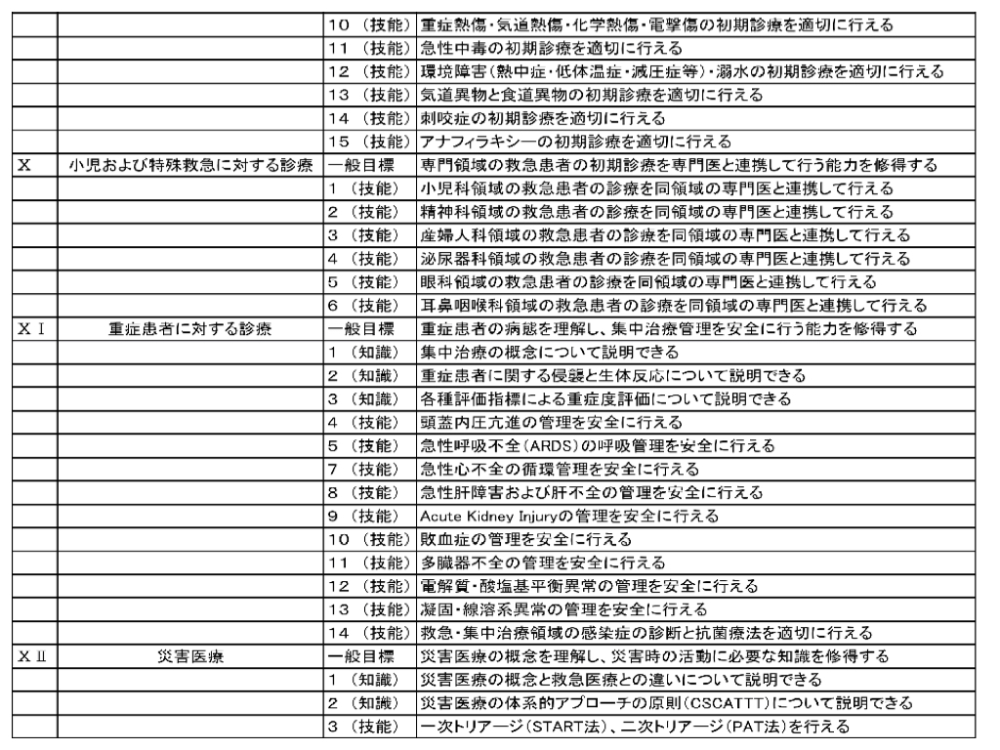 10 (技能) 重症熱傷・気道熱傷・化学熱傷・電撃傷の初期診療を適切に行える
11 (技能) 急性中毒の初期診療を適切に行える
12 (技能) 環境障害(熱中症・低体温症・減圧症等)・溺水の初期診療を適切に行える
13 (技能) 気道異物と食道異物の初期診療を適切に行える
14 (技能) 刺咬症の初期診療を適切に行える
15 (技能) アナフィラキシーの初期診療を適切に行える
X 小児および特殊救急に対する診療 一般目標 専門領域の救急患者の初期診療を専門医と連携して行う能力を修得する
1 (技能) 小児科領域の救急患者の診療を同領域の専門医と連携して行える
2 (技能) 精神科領域の救急患者の診療を同領域の専門医と連携して行える
3 (技能) 産婦人科領域の救急患者の診療を同領域の専門医と連携して行える
4 (技能) 泌尿器科領域の救急患者の診療を同領域の専門医と連携して行える
5 (技能) 眼科領域の救急患者の診療を同領域の専門医と連携して行える
6 (技能) 耳鼻咽喉科領域の救急患者の診療を同領域の専門医と連携して行える
XⅠ 重症患者に対する診療 一般目標 重症患者の病態を理解し、集中治療管理を安全に行う能力を修得する
1 (知識) 集中治療の概念について説明できる
2 (知識) 重症患者に関する侵襲と生体反応について説明できる
3 (知識) 各種評価指標による重症度評価について説明できる
4 (技能) 頭蓋内圧亢進の管理を安全に行える
5 (技能) 急性呼吸不全(ARDS)の呼吸管理を安全に行える
7 (技能) 急性心不全の循環管理を安全に行える
8 (技能) 急性肝障害および肝不全の管理を安全に行える
9 (技能) Acute Kidney Injuryの管理を安全に行える
10 (技能) 敗血症の管理を安全に行える
11 (技能) 多臓器不全の管理を安全に行える
12 (技能) 電解質・酸塩基平衡異常の管理を安全に行える
13 (技能) 凝固・線溶系異常の管理を安全に行える
14 (技能) 救急・集中治療領域の感染症の診断と抗菌療法を適切に行える
XⅡ 災害医療 一般目標 災害医療の概念を理解し、災害時の活動に必要な知識を修得する
1 (知識) 災害医療の概念と救急医療との違いについて説明できる
2 (知識) 災害医療の体系的アプローチの原則(CSCATTT)について説明できる
3 (技能) 一次トリアージ(START法)、二次トリアージ(PAT法)を行える